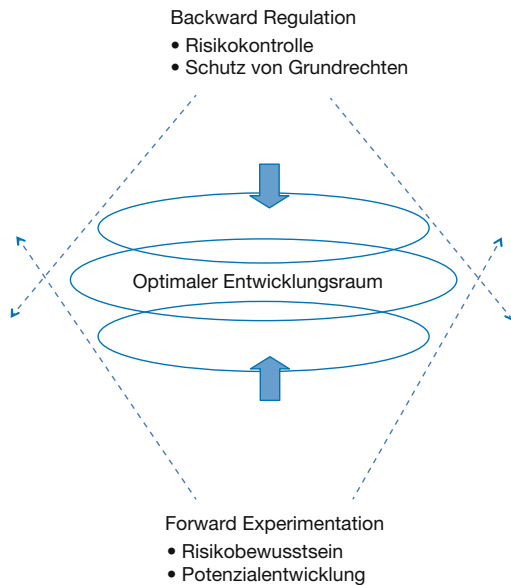 Backward Regulation
• Risikokontrolle
• Schutz von Grundrechten
Optimaler Entwicklungsraum
Forward Experimentation
• Risikobewusstsein
• Potenzialentwicklung